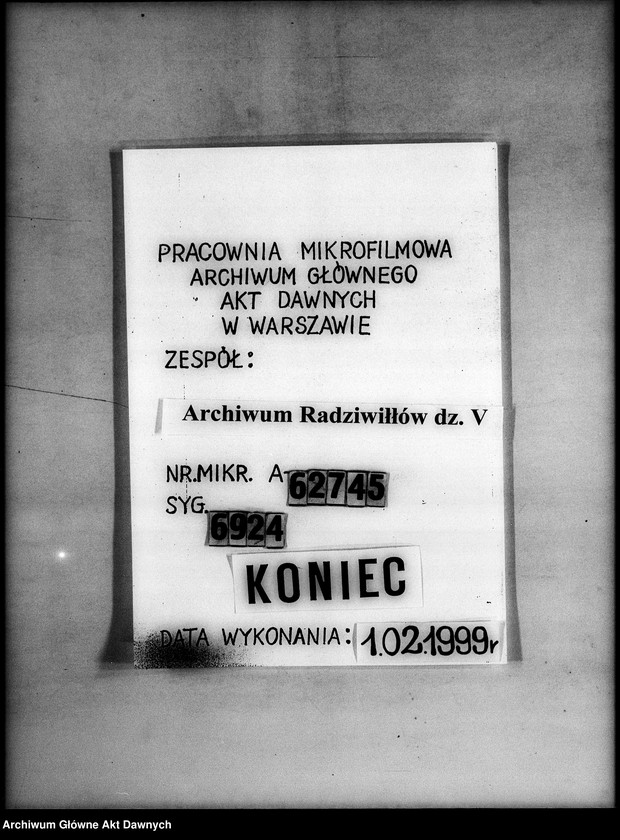 PRACOWNIA MIKROFILMOWA
ARCHIWUM GŁÓWNEGO
AKT DAWNYCH
W WARSZAWIE
ZESPÓŁ:
Archiwum Radziwiłłów dz. V
NR.MIKR. A-62745
SYG. 6924
KONIEC
DATA WYKONANIA: 1.02.1999r
Archiwum Główne Akt Dawnych